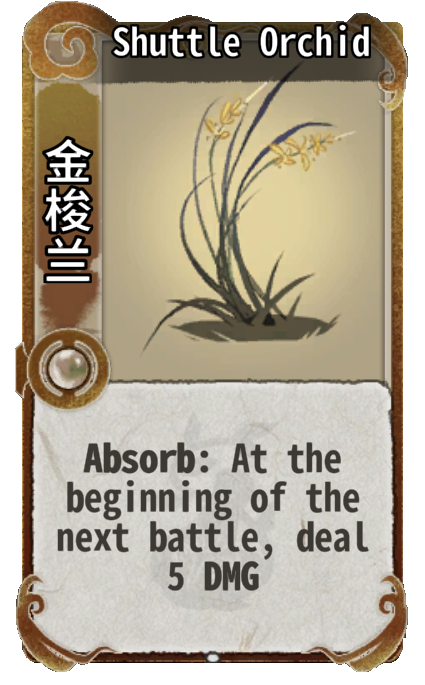 Shuttle Orchid
金梭兰
Absorb: At the
beginning of the
next battle, deal
5 DMG